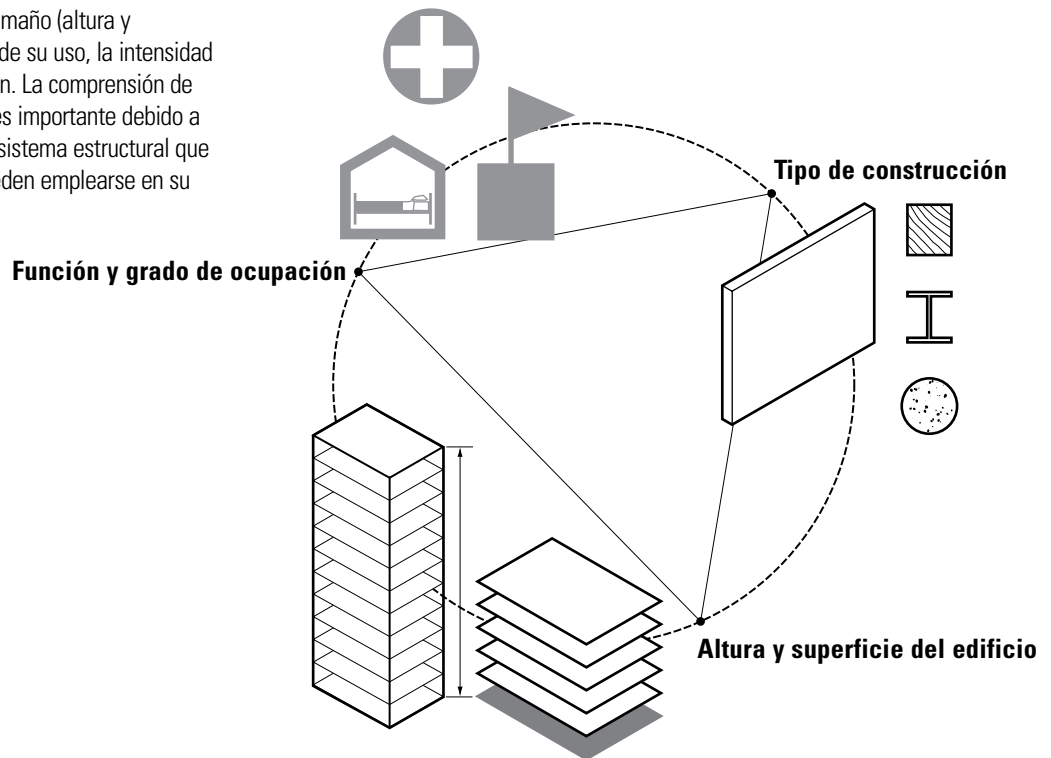 maño (altura y
de su uso, la intensidad
n. La comprensión de
es importante debido a
sistema estructural que
eden emplearse en su
Tipo de construcción
Función y grado de ocupación
Altura y superficie del edificio